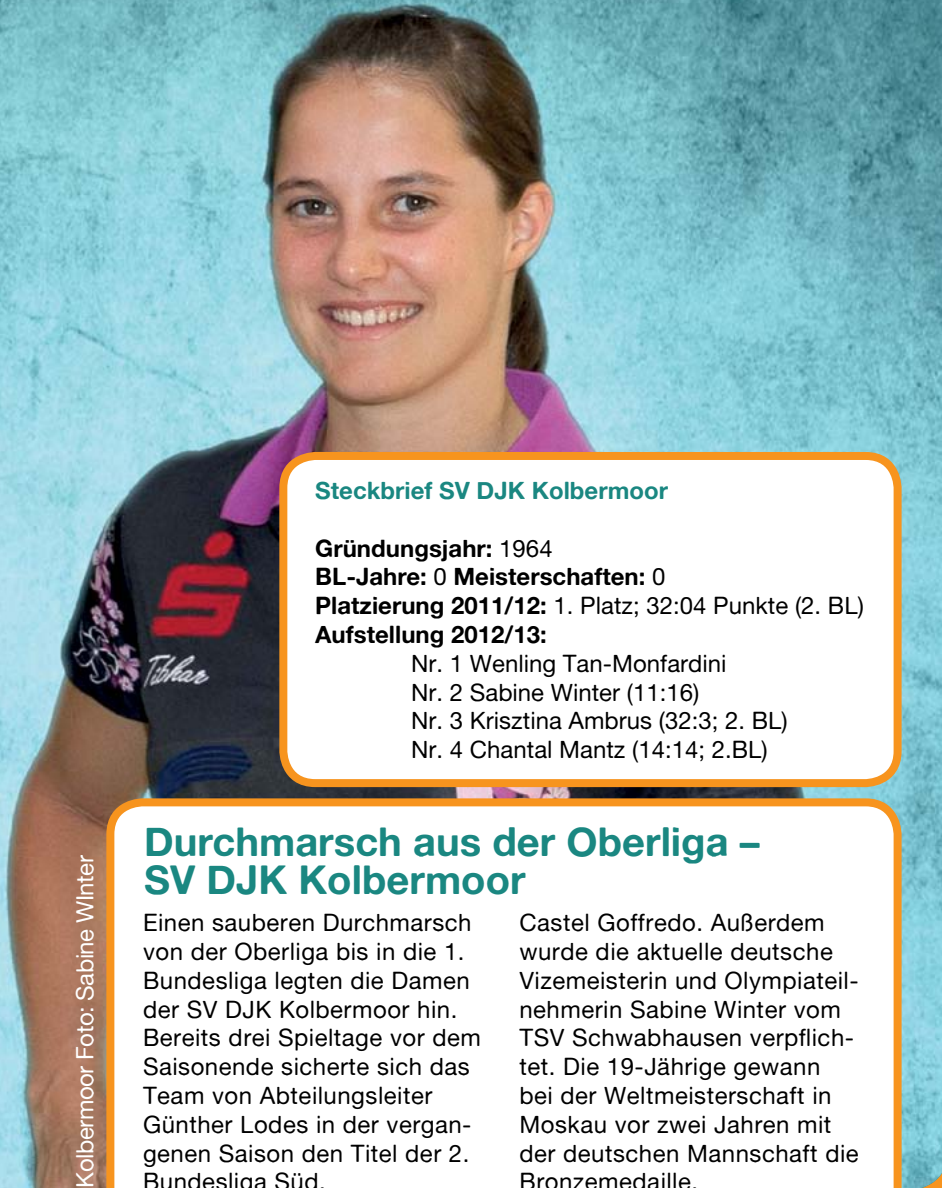 Steckbrief SV DJK Kolbermoor
Gründungsjahr: 1964
BL-Jahre: 0 Meisterschaften: 0
Platzierung 2011/12: 1. Platz; 32:04 Punkte (2. BL)
Aufstellung 2012/13:
Nr. 1 Wenling Tan-Monfardini
Nr. 2 Sabine Winter (11:16)
Nr. 3 Krisztina Ambrus (32:3; 2. BL)
Nr. 4 Chantal Mantz (14:14; 2.BL)
Tibhar
Durchmarsch aus der Oberliga –
SV DJK Kolbermoor
Einen sauberen Durchmarsch
von der Oberliga bis in die 1.
Bundesliga legten die Damen
der SV DJK Kolbermoor hin.
Bereits drei Spieltage vor dem
Saisonende sicherte sich das
Team von Abteilungsleiter
Günther Lodes in der vergan-
genen Saison den Titel der 2.
Bundesliga Süd.
Castel Goffredo. Außerdem
wurde die aktuelle deutsche
Vizemeisterin und Olympiateil-
nehmerin Sabine Winter vom
TSV Schwabhausen verpflich-
tet. Die 19-Jährige gewann
bei der Weltmeisterschaft in
Moskau vor zwei Jahren mit
der deutschen Mannschaft die
Bronzemedaille.
Kolbermoor Foto: Sabine WInter